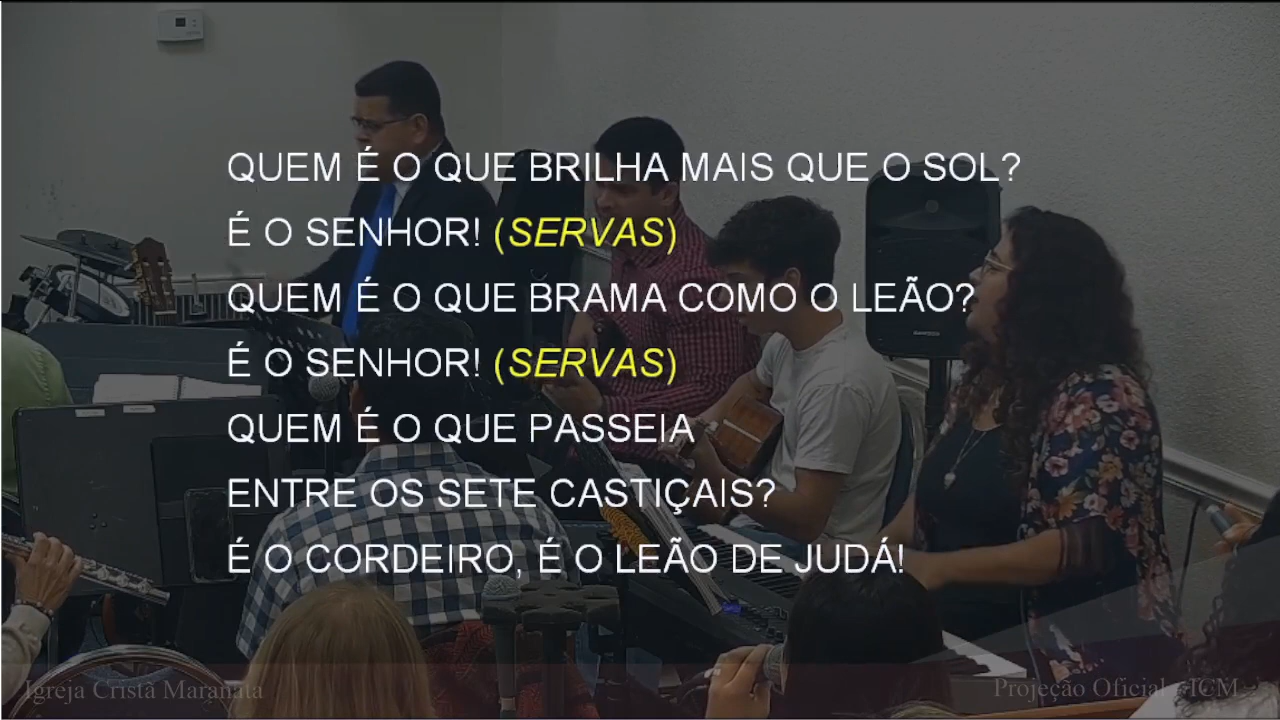 QUEM É O QUE BRILHA MAIS QUE O SOL?
É O SENHOR! (SERVAS)
QUEM É O QUE BRAMA COMO O LEÃO?
É O SENHOR! (SERVAS)
QUEM É O QUE PASSEIA
ENTRE OS SETE CASTIÇAIS?
É O CORDEIRO, É O LEÃO DE JUDÁ!
Igreja Cristã Maranata
Projeção Oficial - ICM